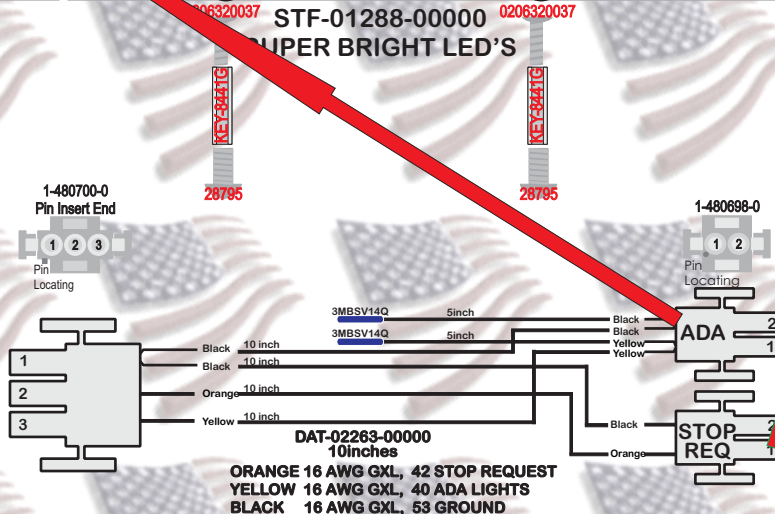 06320037
STF-01288-00000
0206320037
SUPER BRIGHT LED'S
KEY-8441G
KEY-8441G
28795
28795
1-480700-0
Pin Insert End
1 2 3
Pin
Locating
1-480698-0
1 2
Pin
Locating
3MBSV14Q
5inch
Black
3MBSV14Q
5inch
Black
Yellow
Yellow
ADA
2
1
1
2
3
Black 10 inch
Black 10 inch
Orange 10 inch
Yellow 10 inch
Black
Orange
STOP
REQ
2
1
DAT-02263-00000
10inches
ORANGE 16 AWG GXL, 42 STOP REQUEST
YELLOW 16 AWG GXL, 40 ADA LIGHTS
BLACK 16 AWG GXL, 53 GROUND